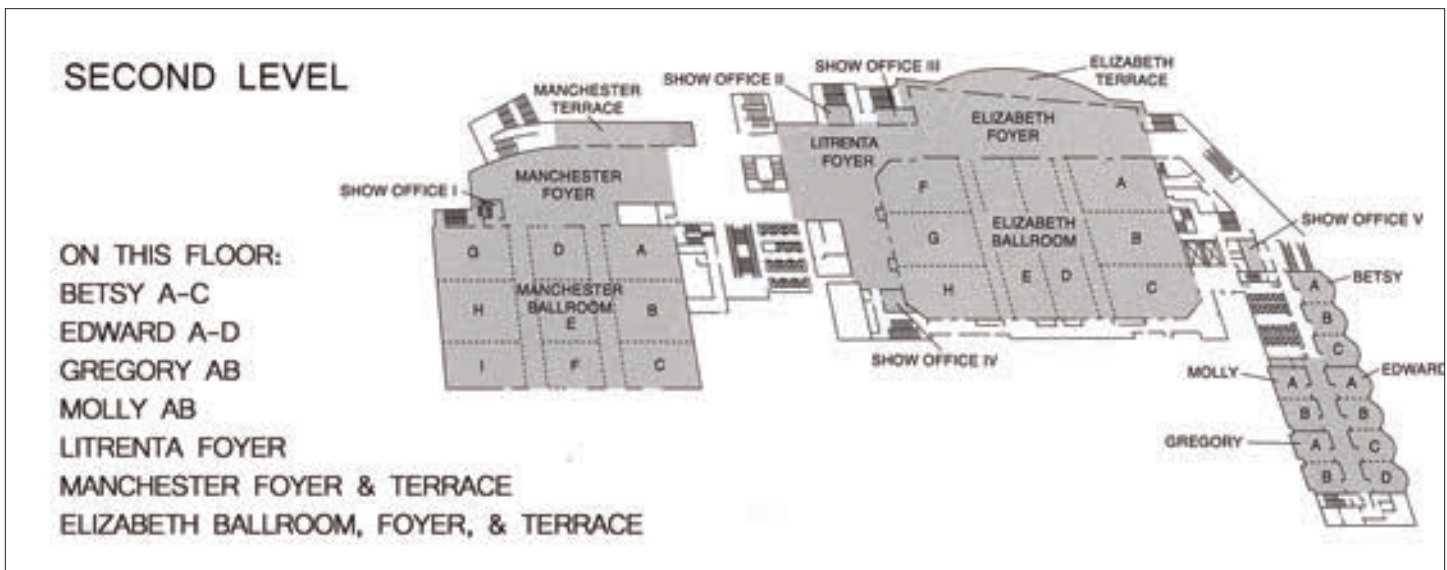 SECOND LEVEL
ON THIS FLOOR:
BETSY A-C
EDWARD A-D
GREGORY AB
MOLLY AB
LITRENTA FOYER
MANCHESTER FOYER & TERRACE
ELIZABETH BALLROOM, FOYER, & TERRACE
MANCHESTER
TERRACE
MANCHESTER
FOYER
SHOW OFFICE I
G
D
A
MANCHESTER
BALLROOM
H
E
B
I
F
C
SHOW OFFICE II
SHOW OFFICE III
ELIZABETH
TERRACE
ELIZABETH
FOYER
LITRENTA
FOYER
F
A
ELIZABETH
BALLROOM
G
B
H
E
D
C
SHOW OFFICE IV
SHOW OFFICE V
BETSY
A
B
C
MOLLY
A
B
EDWARD
A
B
C
D
GREGORY
A
B